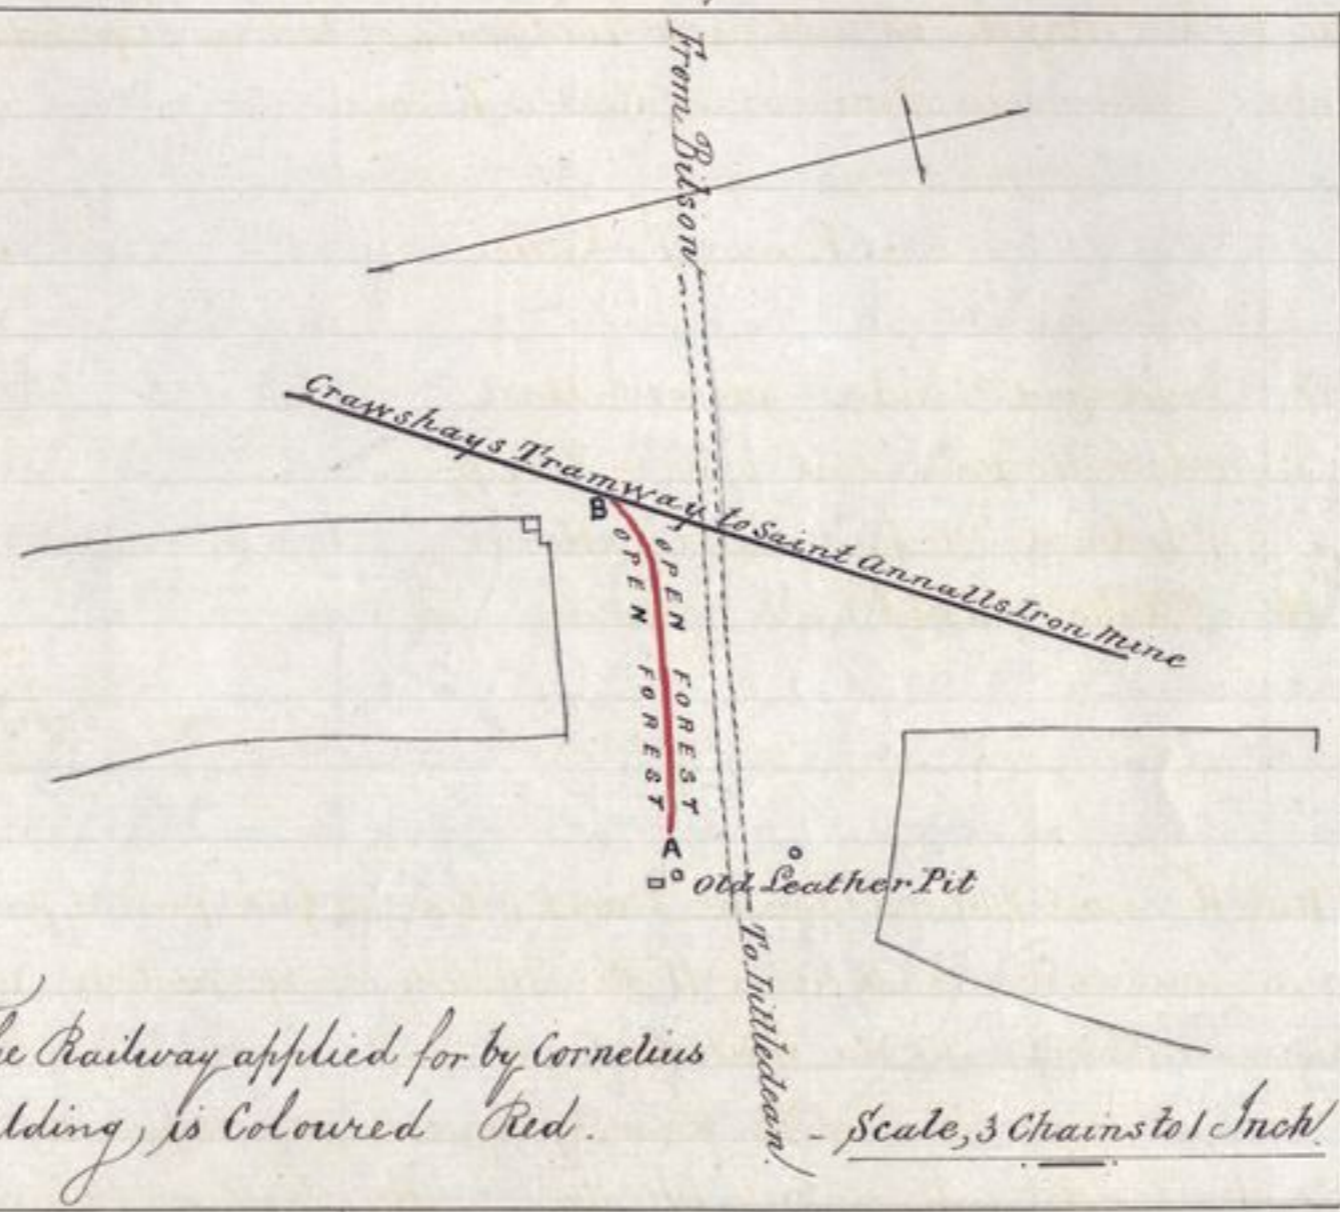 From Bilson
Crawshays Tramway to Saint Annalls Iron Mine
B
OPEN FOREST
OPEN FOREST
A
Old Leather Pit
To Littledean
The Railway applied for by Cornelius
lding, is Coloured Red.
Scale, 3 Chains to 1 Inch